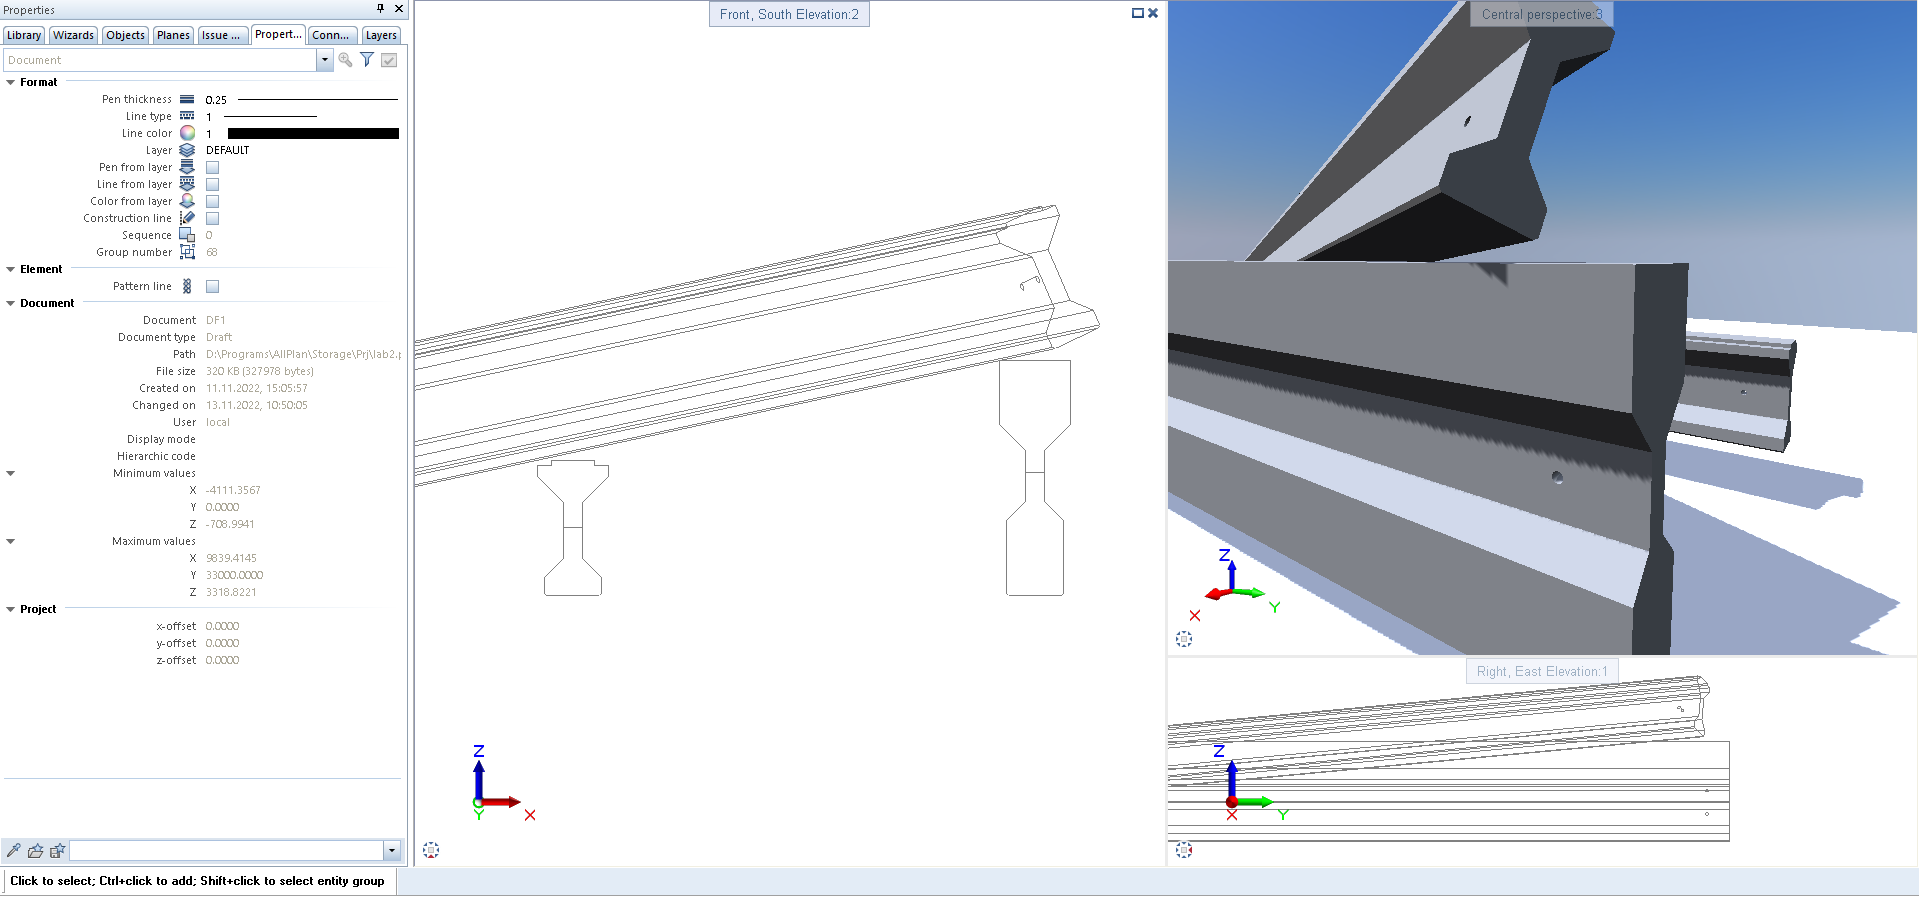 Properties
Library Wizards Objects Planes Issue ... Propert... Conn... Layers
Document
Format
Pen thickness 0.25
Line type 1
Line color 1
Layer DEFAULT
Pen from layer
Line from layer
Color from layer
Construction line
Sequence 0
Group number 68
Element
Pattern line
Document
Document DF1
Document type Draft
Path D:\Programs\AllPlan\Storage\Prj\lab2.p
File size 320 KB (327978 bytes)
Created on 11.11.2022, 15:05:57
Changed on 13.11.2022, 10:50:05
User local
Display mode
Hierarchic code
Minimum values
X -4111.3567
Y 0.0000
Z -708.9941
Maximum values
X 9839.4145
Y 33000.0000
Z 3318.8221
Project
x-offset 0.0000
y-offset 0.0000
z-offset 0.0000
Click to select; Ctrl+click to add; Shift+click to select entity group
Front, South Elevation:2
Z
Y
X
Central perspective:3
Z
X
Y
Right, East Elevation:1
Z
X
Y